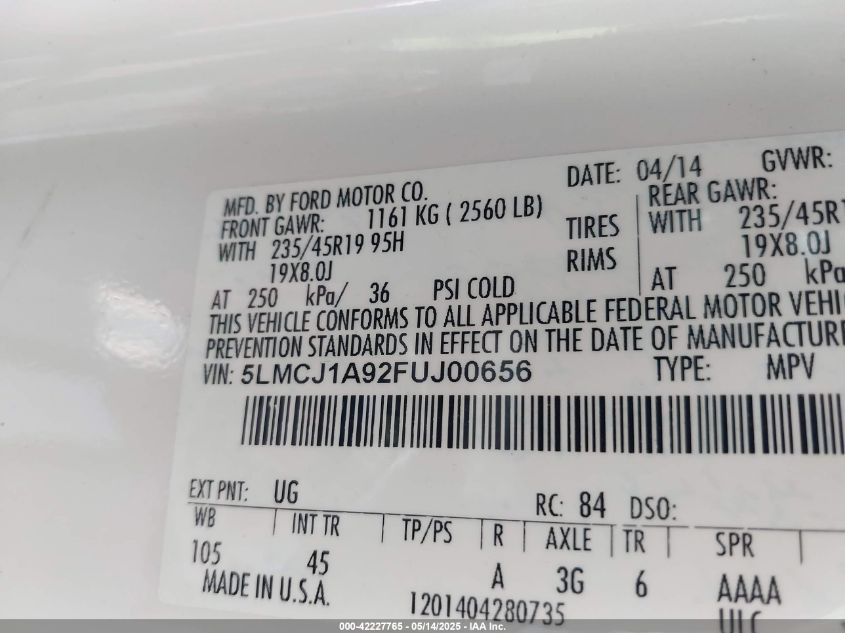 MFD. BY FORD MOTOR CO.
DATE: 04/14
GVWR:
FRONT GAWR: 1161 KG ( 2560 LB)
REAR GAWR:
WITH 235/45R19 95H
TIRES
WITH 235/45R1
19X8.0J
RIMS
19X8.0J
AT 250 kPa/ 36 PSI COLD
AT 250 kPa
THIS VEHICLE CONFORMS TO ALL APPLICABLE FEDERAL MOTOR VEHI
PREVENTION STANDARDS IN EFFECT ON THE DATE OF MANUFACTURE
VIN: 5LMCJ1A92FUJ00656
TYPE: MPV
EXT PNT: UG
RC: 84 DSO:
WB INT TR TP/PS R AXLE TR SPR
105 45 A 3G 6 AAAA
MADE IN U.S.A.
1201404280735
000-42227765 - 05/14/2025 - IAA Inc.